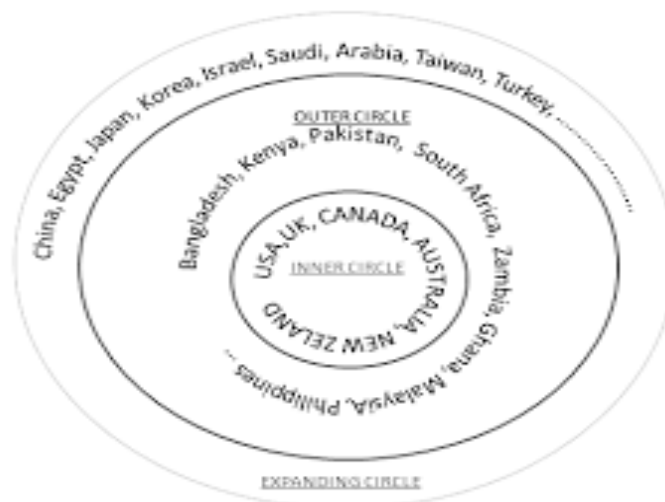 China, Egypt, Japan, Korea, Israel, Saudi, Arabia, Taiwan, Turkey, ........................
OUTER CIRCLE
Bangladesh, Kenya, Pakistan, South Africa, Zambia, Ghana, MalaysiA, Philippines ...
USA,UK, CANADA, AUSTRALIA, NEW ZELAND
INNER CIRCLE
EXPANDING CIRCLE